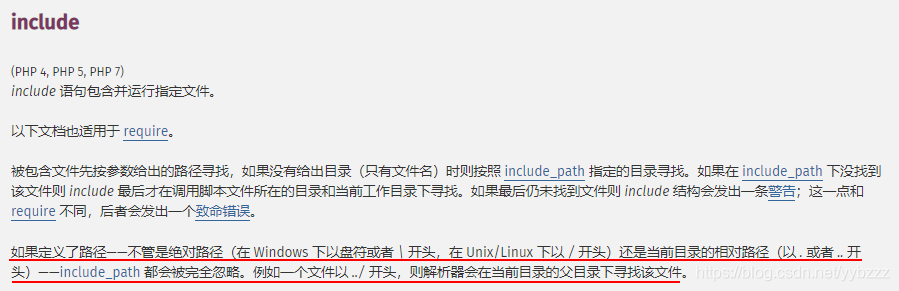 include
(PHP 4, PHP 5, PHP 7)
include 语句包含并运行指定文件。
以下文档也适用于 require。
被包含文件先按参数给出的路径寻找，如果没有给出目录（只有文件名）时则按照 include_path 指定的目录寻找。如果在 include_path 下没找到
该文件则 include 最后才在调用脚本文件所在的目录和当前工作目录下寻找。如果最后仍未找到文件则 include 结构会发出一条警告；这一点和
require 不同，后者会发出一个致命错误。
如果定义了路径——不管是绝对路径（在 Windows 下以盘符或者 \ 开头，在 Unix/Linux 下以 / 开头）还是当前目录的相对路径（以 . 或者 .. 开
头）——include_path 都会被完全忽略。例如一个文件以 ../ 开头，则解析器会在当前目录的父目录下寻找该文件。
https://blog.csdn.net/yybzzz